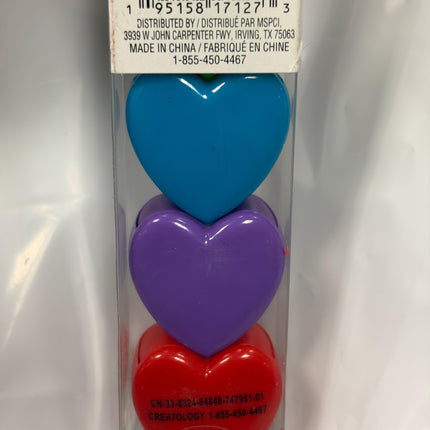 1 95158 17127 3
DISTRIBUTED BY / DISTRIBUÉ PAR MSPCI,
3939 W JOHN CARPENTER FWY, IRVING, TX 75063
MADE IN CHINA / FABRIQUÉ EN CHINE
1-855-450-4467
CN-33-0324-64848-747951-01
CREATOLOGY 1-855-450-4467